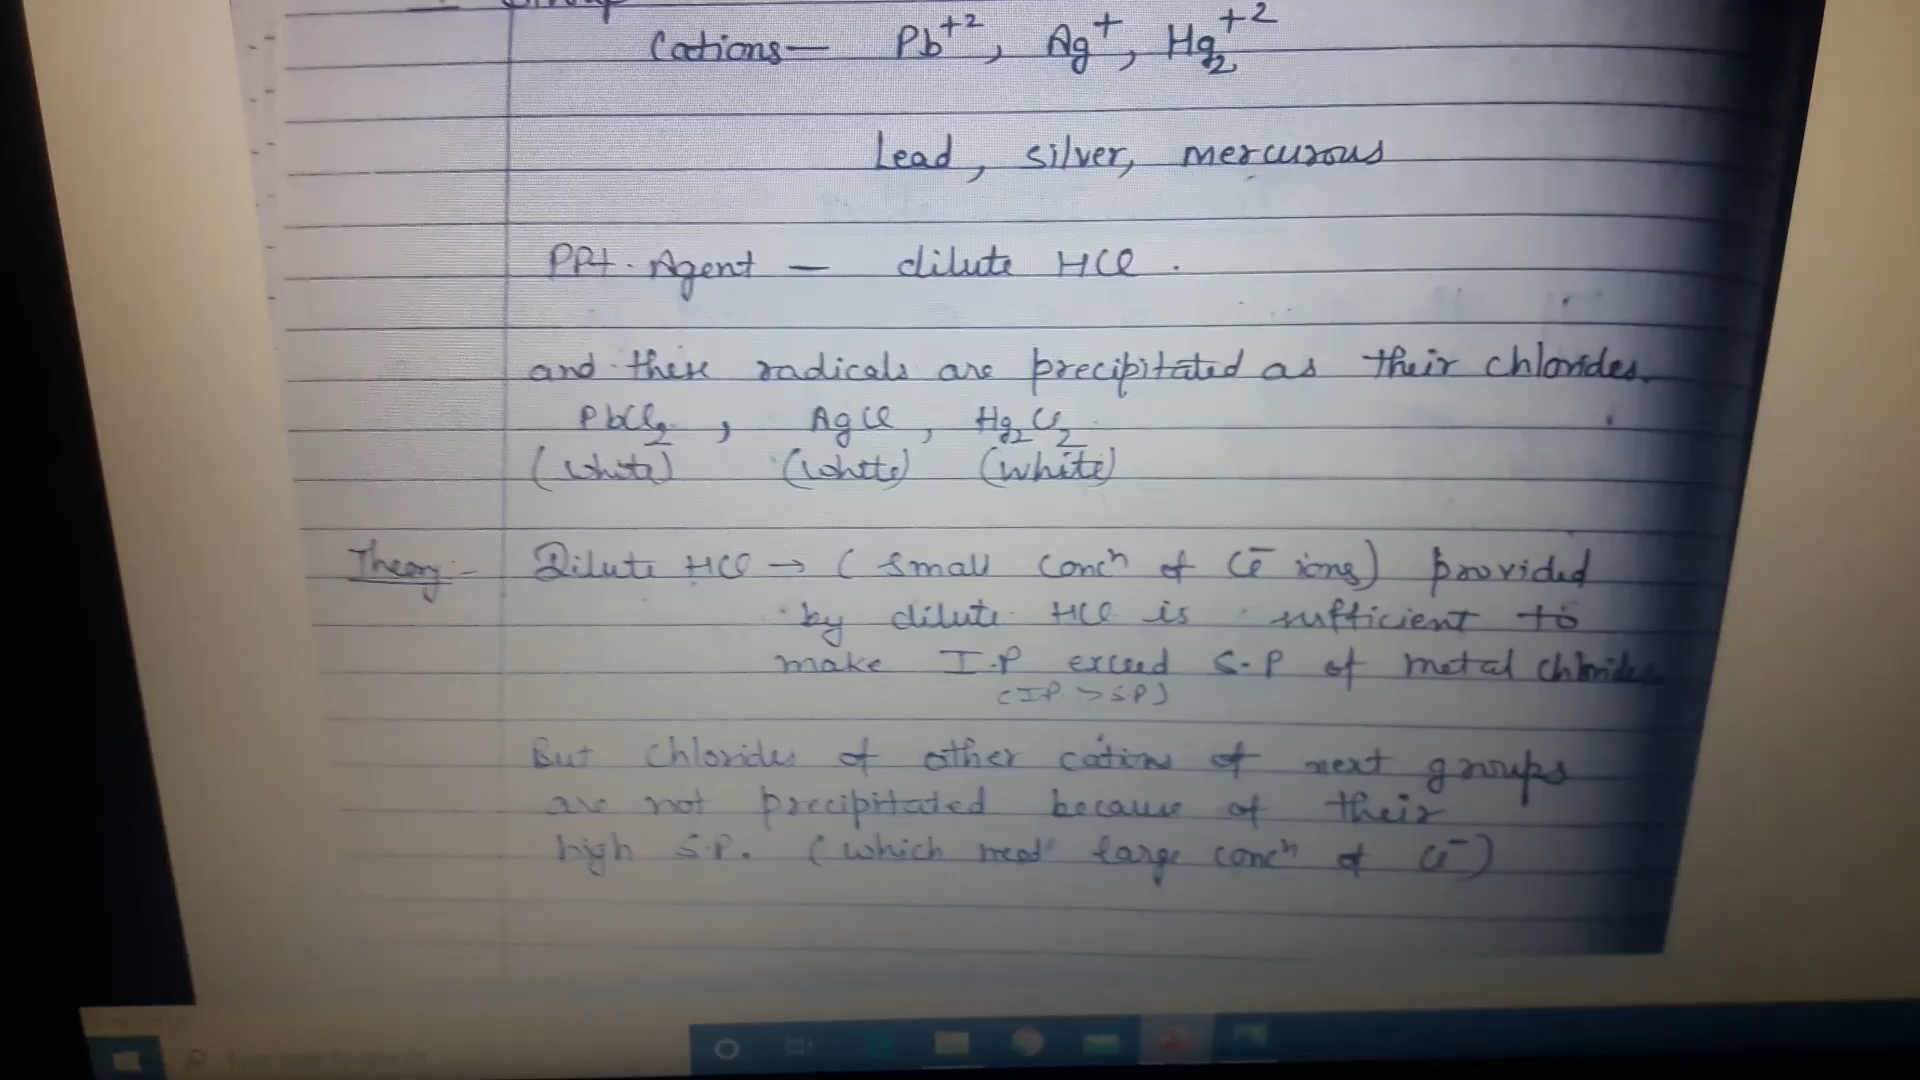 Group
Cations— Pb+2, Ag+, Hg2+2
Lead, silver, mercurous
PPt. Agent — dilute HCl.
and these radicals are precipitated as their chlorides.
PbCl2, AgCl, Hg2Cl2
(white) (white) (white)
Theory:- Dilute HCl → (small concn of Cl- ions) provided
by dilute HCl is sufficient to
make I.P exceed S.P of metal chloride
(I.P. > S.P)
But chlorides of other cations of next groups
are not precipitated because of their
high S.P. (which need large concn of Cl-)